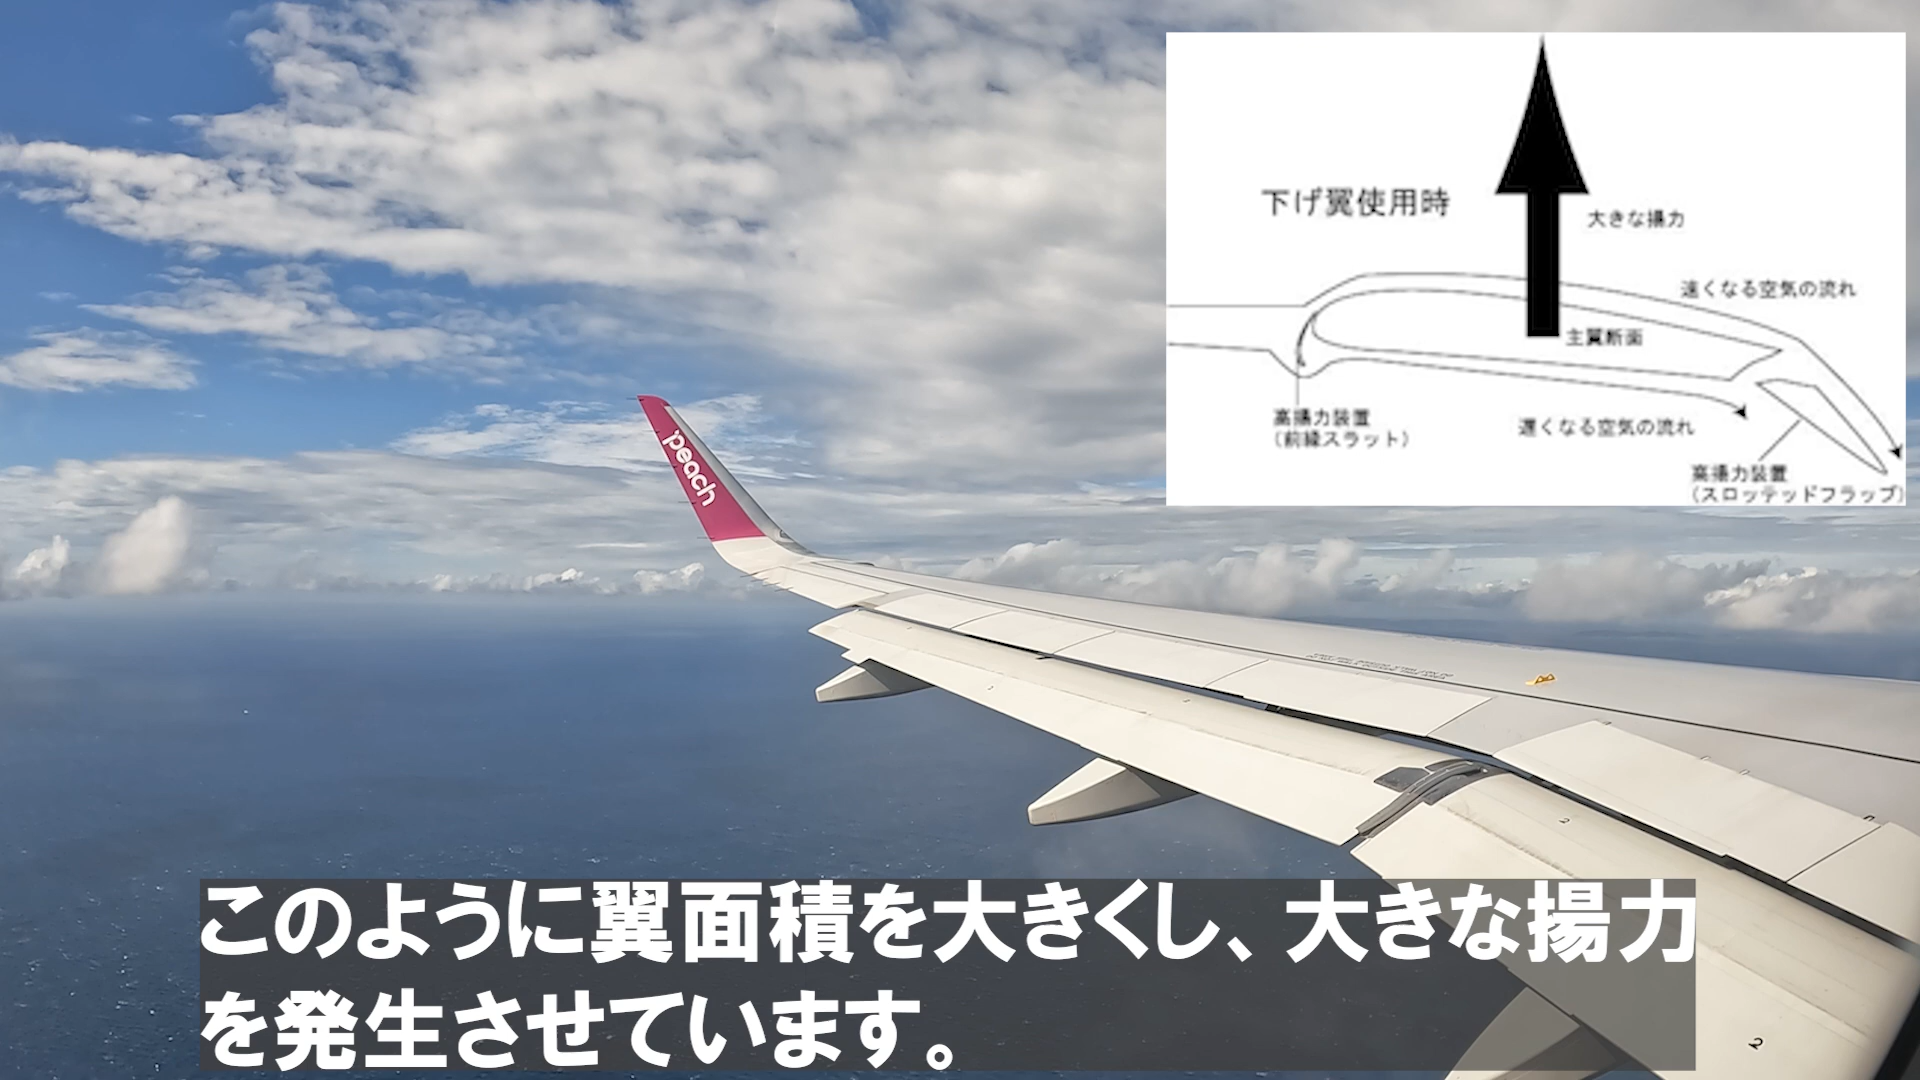 下げ翼使用時
大きな揚力
速くなる空気の流れ
主翼断面
高揚力装置
(前縁スラット)
遅くなる空気の流れ
高揚力装置
(スロッテッドフラップ)
peach
2
2
このように翼面積を大きくし、大きな揚力
を発生させています。